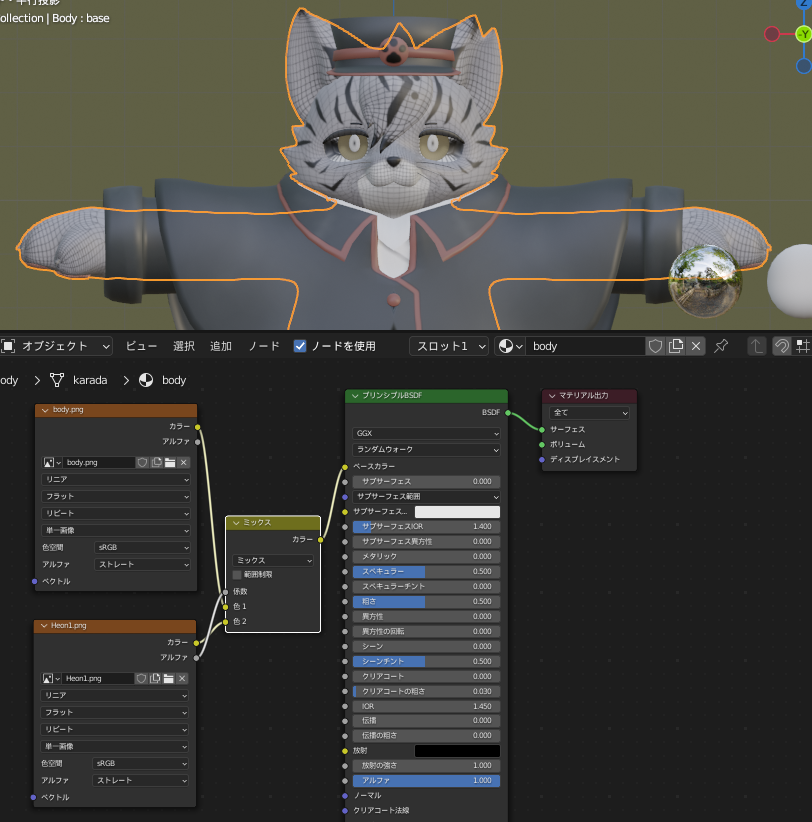 ollection | Body : base
Z
-Y
オブジェクト ビュー 選択 追加 ノード ノードを使用 スロット1 body
ody karada body
body.png
カラー
アルファ
body.png
リニア
フラット
リピート
単一画像
色空間 sRGB
アルファ ストレート
ベクトル
Heon1.png
カラー
アルファ
Heon1.png
リニア
フラット
リピート
単一画像
色空間 sRGB
アルファ ストレート
ベクトル
ミックス
カラー
ミックス
範囲制限
係数
色 1
色 2
プリンシプルBSDF
BSDF
GGX
ランダムウォーク
ベースカラー
サブサーフェス 0.000
サブサーフェス範囲
サブサーフェス...
サブサーフェスIOR 1.400
サブサーフェス異方性 0.000
メタリック 0.000
スペキュラー 0.500
スペキュラーチント 0.000
粗さ 0.500
異方性 0.000
異方性の回転 0.000
シーン 0.000
シーンチント 0.500
クリアコート 0.000
クリアコートの粗さ 0.030
IOR 1.450
伝播 0.000
伝播の粗さ 0.000
放射
放射の強さ 1.000
アルファ 1.000
ノーマル
クリアコート法線
マテリアル出力
全て
サーフェス
ボリューム
ディスプレイスメント